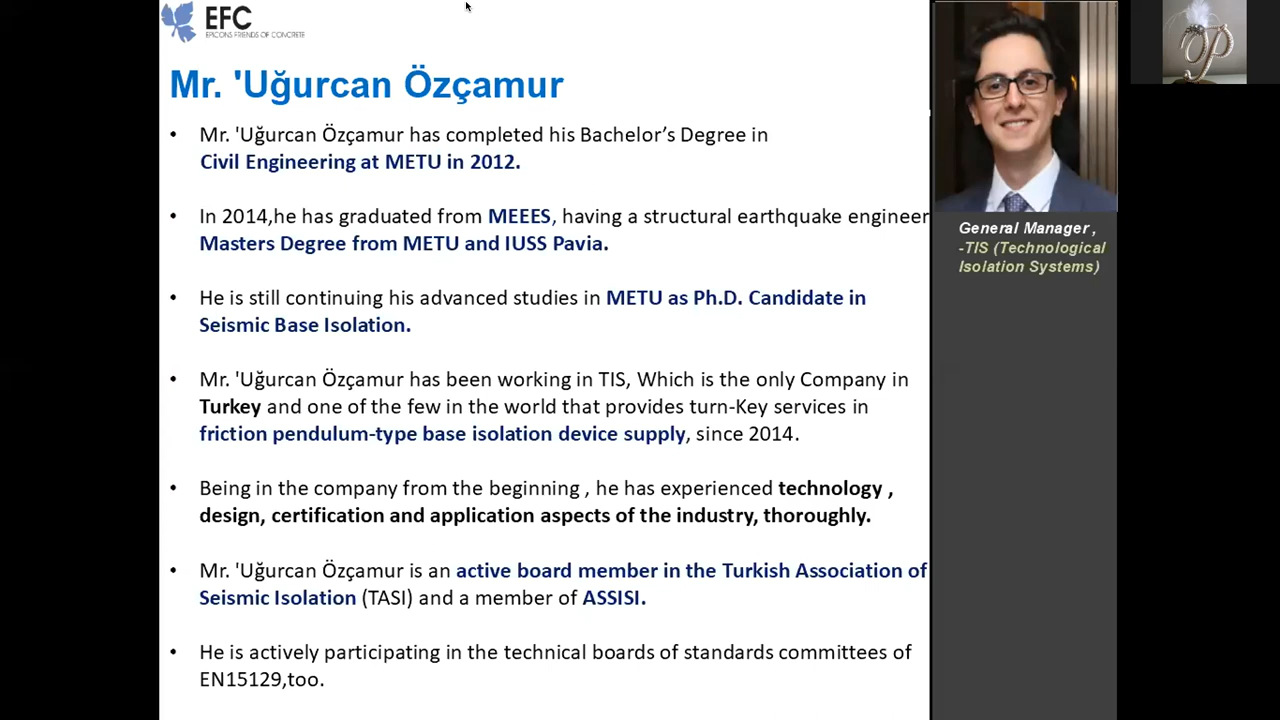 EFC
EPICONS FRIENDS OF CONCRETE
Mr. 'Uğurcan Özçamur
• Mr. 'Uğurcan Özçamur has completed his Bachelor’s Degree in
Civil Engineering at METU in 2012.
• In 2014,he has graduated from MEEES, having a structural earthquake engineer
Masters Degree from METU and IUSS Pavia.
• He is still continuing his advanced studies in METU as Ph.D. Candidate in
Seismic Base Isolation.
• Mr. 'Uğurcan Özçamur has been working in TIS, Which is the only Company in
Turkey and one of the few in the world that provides turn-Key services in
friction pendulum-type base isolation device supply, since 2014.
• Being in the company from the beginning , he has experienced technology ,
design, certification and application aspects of the industry, thoroughly.
• Mr. 'Uğurcan Özçamur is an active board member in the Turkish Association of
Seismic Isolation (TASI) and a member of ASSISI.
• He is actively participating in the technical boards of standards committees of
EN15129,too.
General Manager ,
-TIS (Technological
Isolation Systems)
P